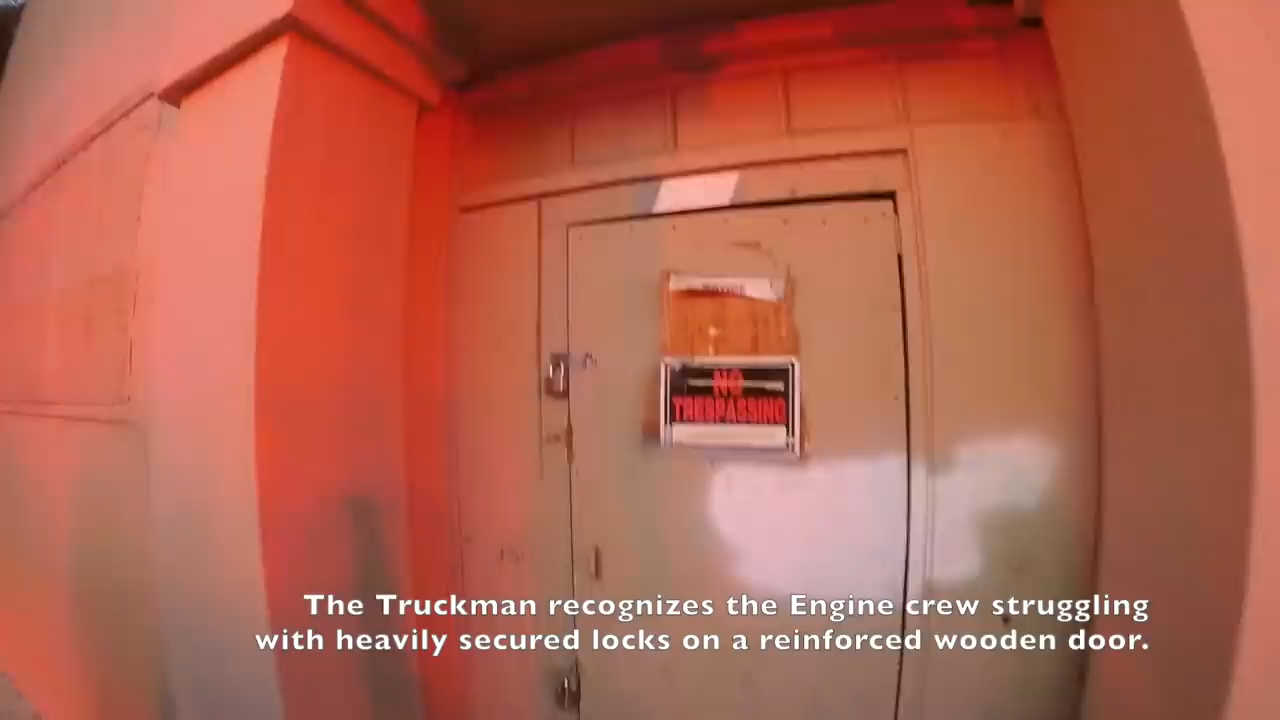 NO
TRESPASSING
The Truckman recognizes the Engine crew struggling
with heavily secured locks on a reinforced wooden door.